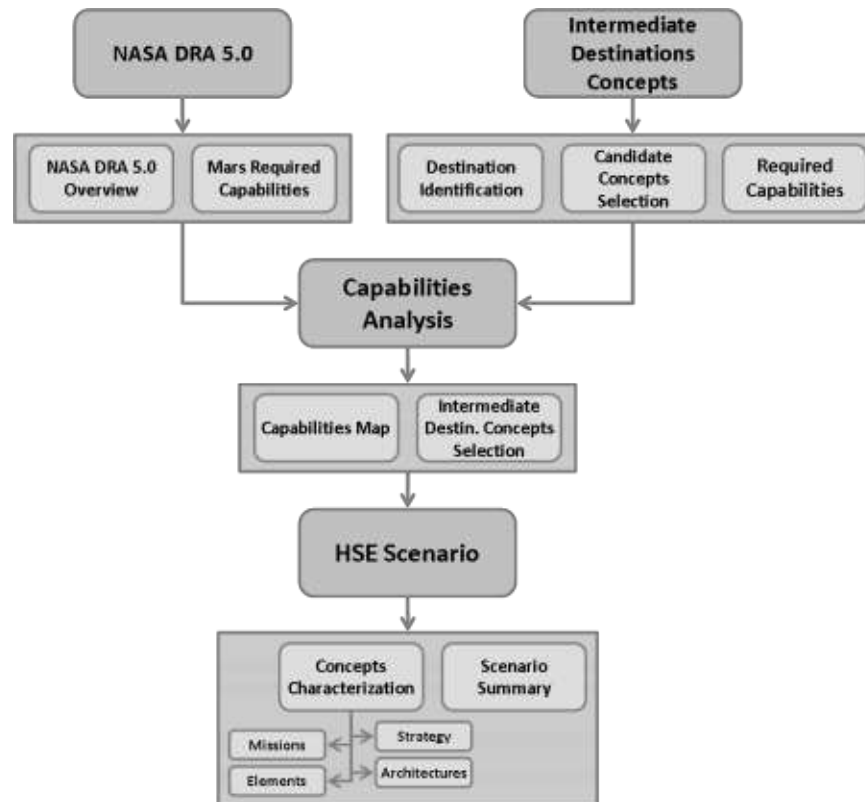 NASA DRA 5.0
Intermediate
Destinations
Concepts
NASA DRA 5.0
Overview
Mars Required
Capabilities
Destination
Identification
Candidate
Concepts
Selection
Required
Capabilities
Capabilities
Analysis
Capabilities Map
Intermediate
Destin. Concepts
Selection
HSE Scenario
Concepts
Characterization
Scenario
Summary
Missions
Strategy
Elements
Architectures